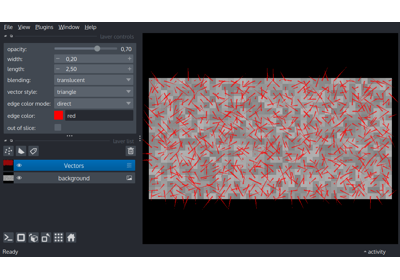 File View Plugins Window Help
layer controls
opacity: 0,70
width: 0,20
length: 2,50
blending: translucent
vector style: triangle
edge color mode: direct
edge color: red
out of slice:
layer list
Vectors
background
Ready
activity